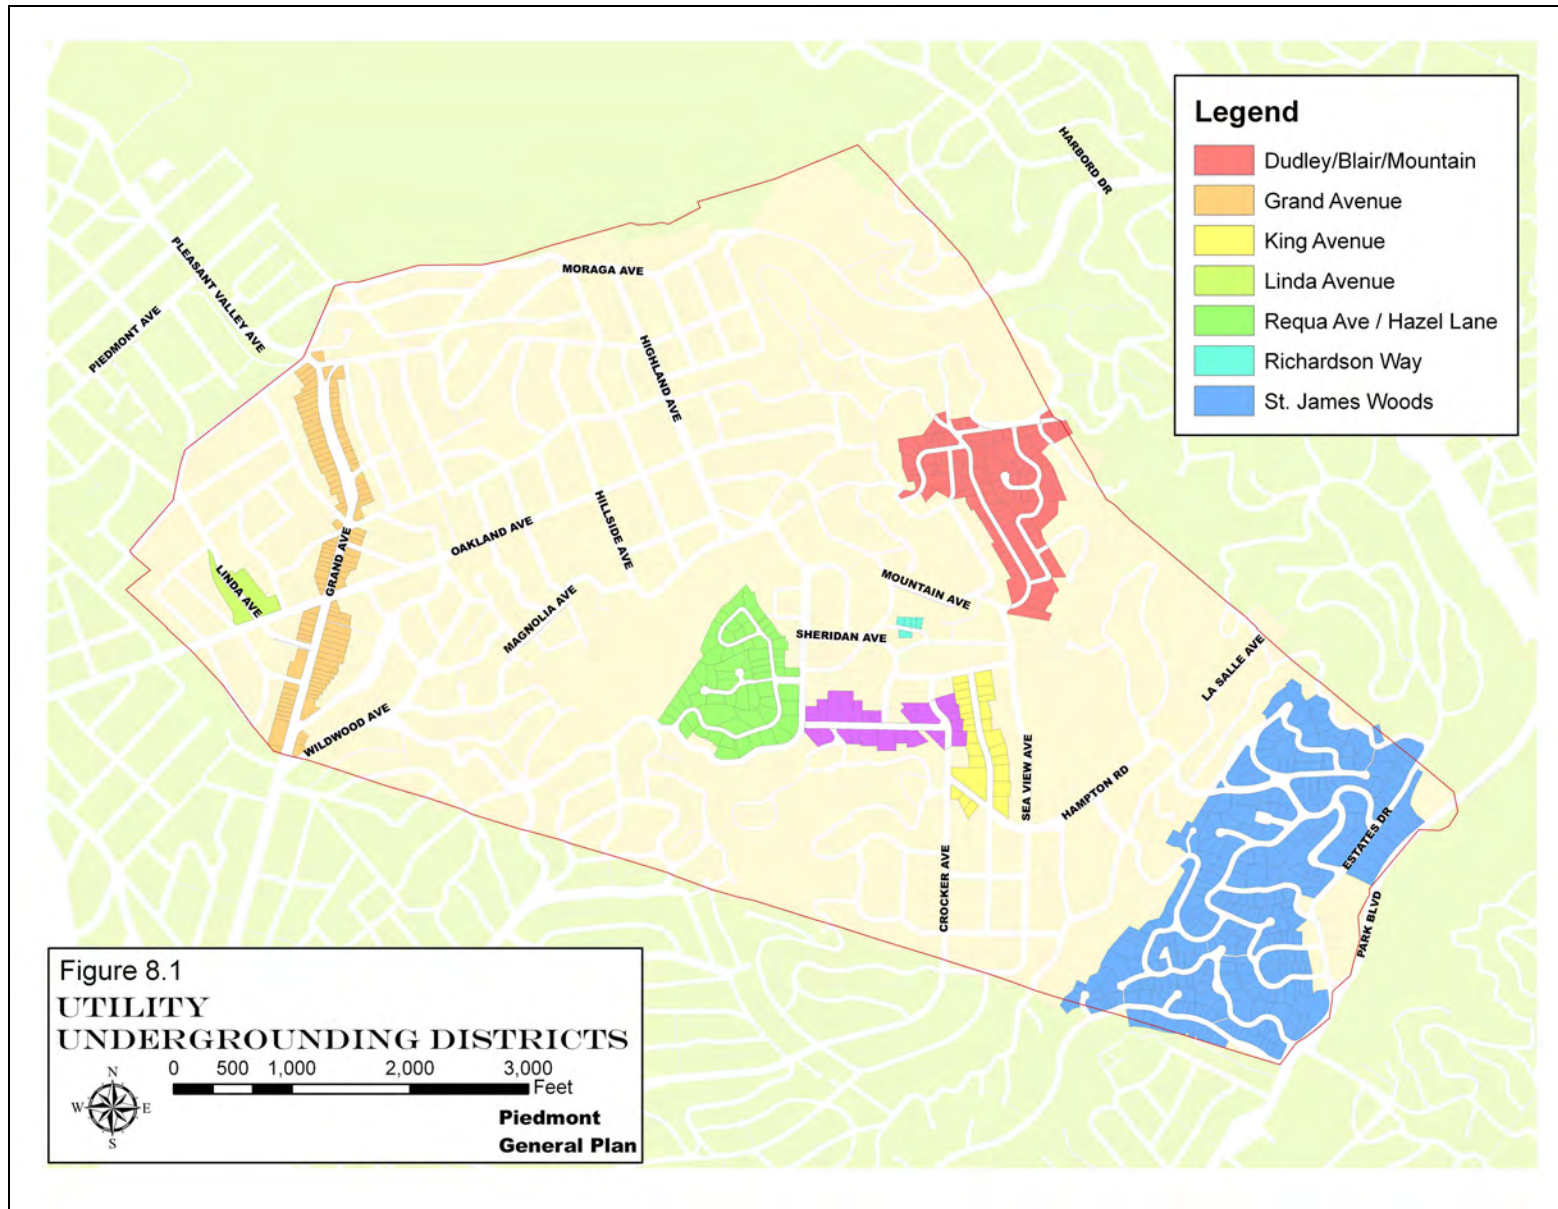 HARBORD DR
Legend
Dudley/Blair/Mountain
Grand Avenue
King Avenue
Linda Avenue
Requa Ave / Hazel Lane
Richardson Way
St. James Woods
PLEASANT VALLEY AVE
PIEDMONT AVE
MORAGA AVE
HIGHLAND AVE
OAKLAND AVE
HILLSIDE AVE
GRAND AVE
LINDA AVE
MAGNOLIA AVE
MOUNTAIN AVE
SHERIDAN AVE
WILDWOOD AVE
LA SALLE AVE
SEA VIEW AVE
HAMPTON RD
CROCKER AVE
ESTATES DR
PARK BLVD
Figure 8.1
UTILITY
UNDERGROUNDING DISTRICTS
0 500 1,000 2,000 3,000
Feet
N
W E
S
Piedmont
General Plan